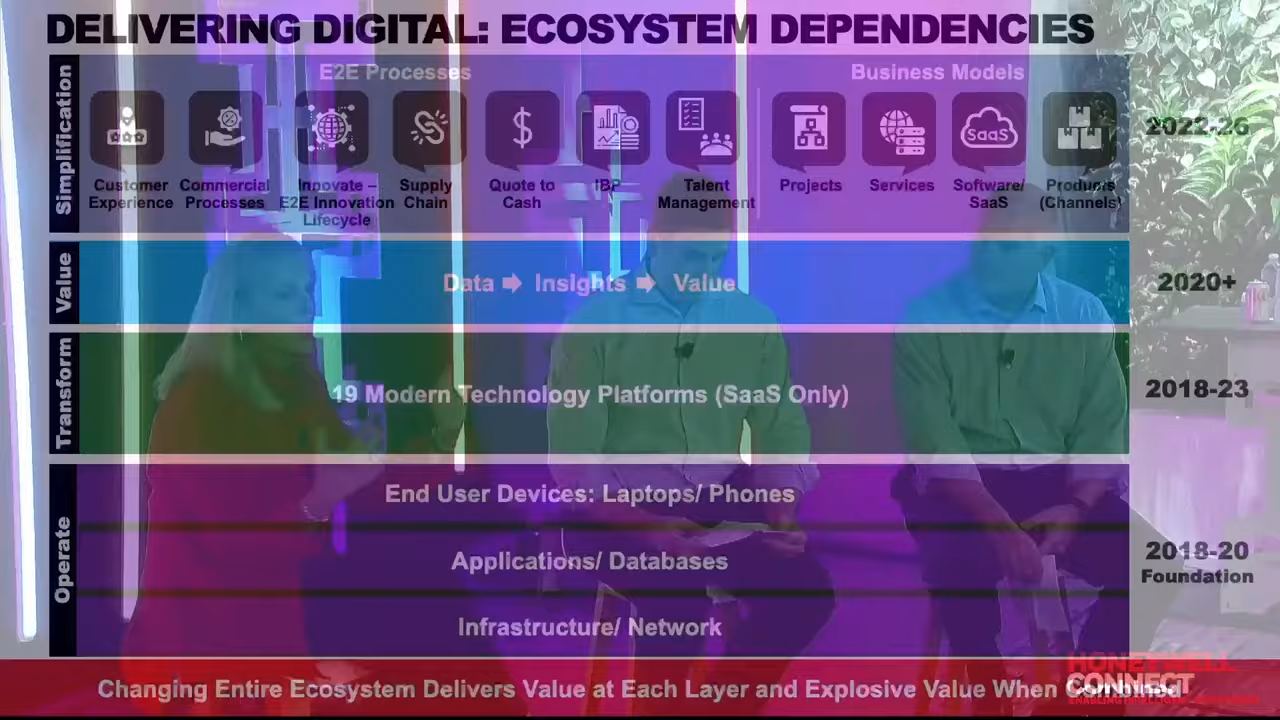 DELIVERING DIGITAL: ECOSYSTEM DEPENDENCIES
Simplification
E2E Processes
Business Models
Customer
Experience
Commercial
Processes
Innovate –
E2E Innovation
Lifecycle
Supply
Chain
Quote to
Cash
IBP
Talent
Management
Projects
Services
SaaS
Software/
SaaS
Products
(Channels)
2022-26
Value
Data Insights Value
2020+
Transform
19 Modern Technology Platforms (SaaS Only)
2018-23
Operate
End User Devices: Laptops/ Phones
Applications/ Databases
Infrastructure/ Network
2018-20
Foundation
Changing Entire Ecosystem Delivers Value at Each Layer and Explosive Value When
HONEYWELL
CONNECT